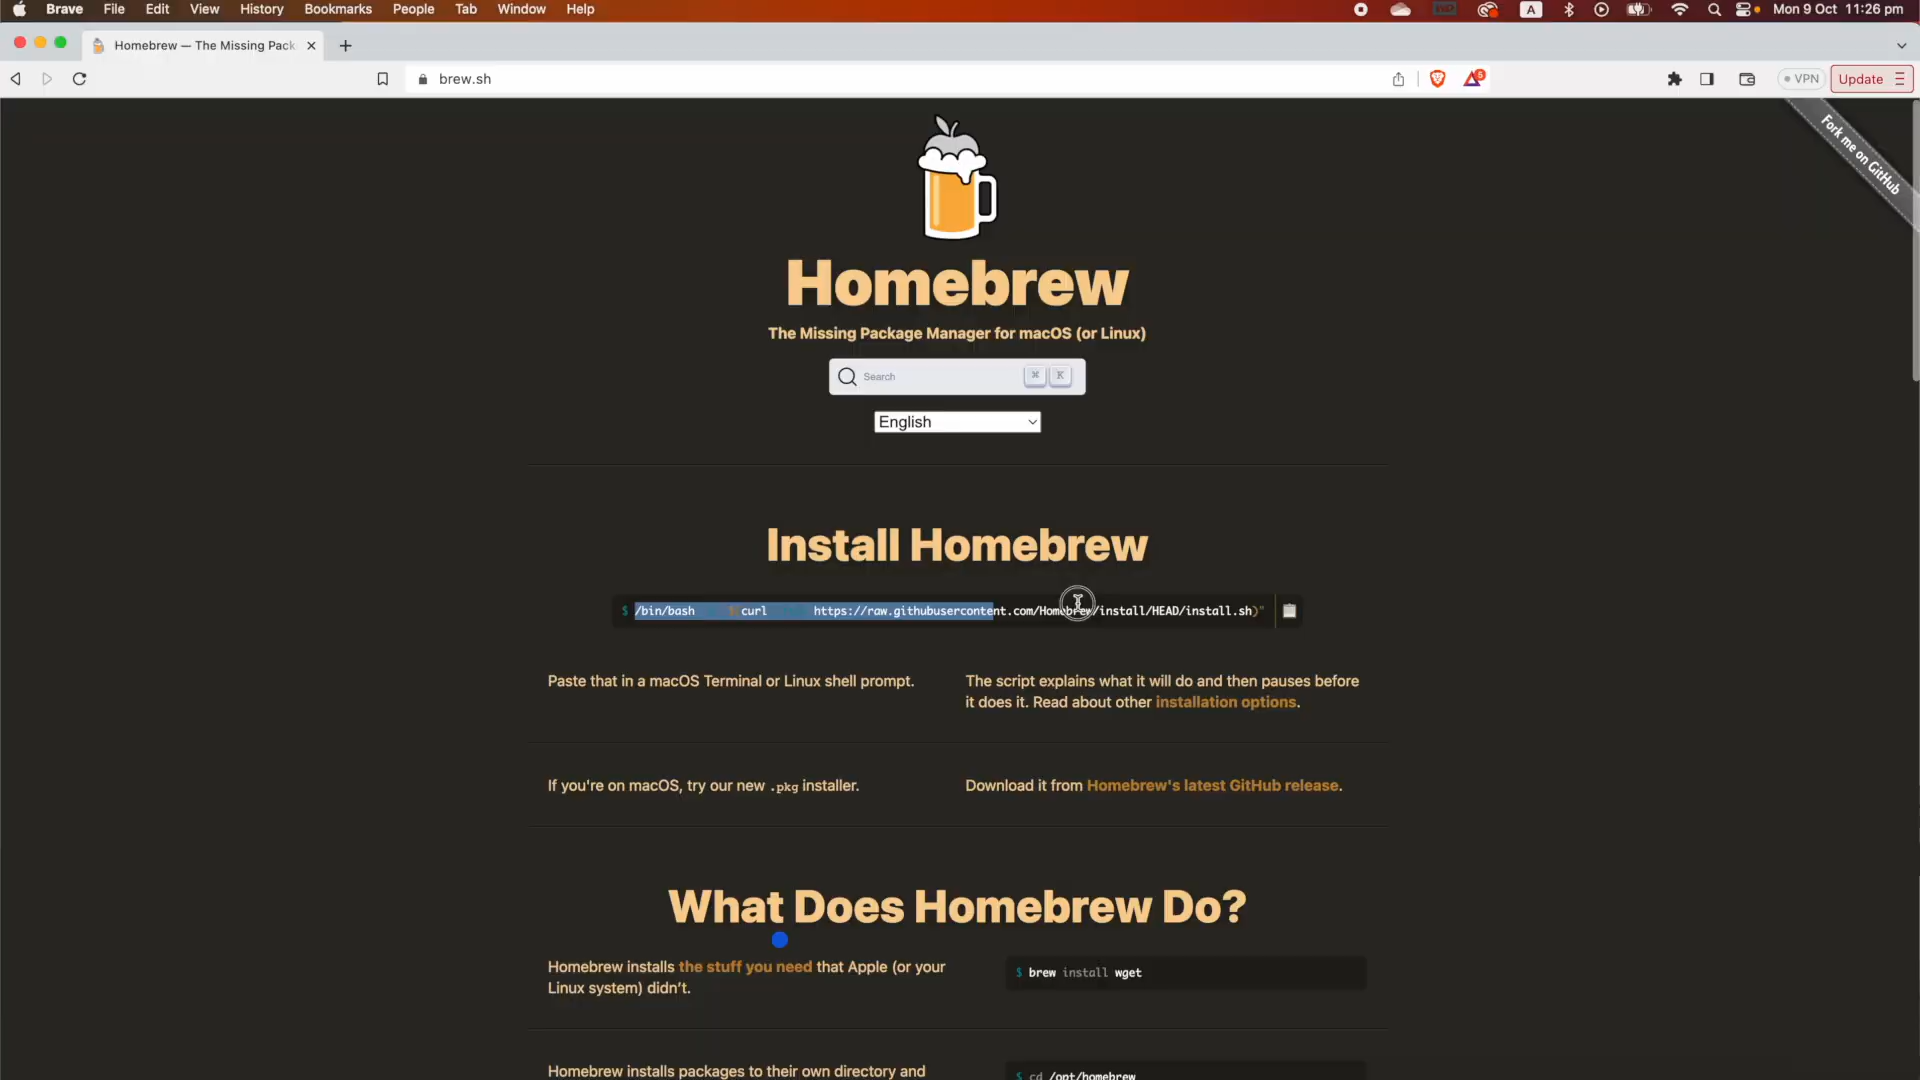 Brave File Edit View History Bookmarks People Tab Window Help A Mon 9 Oct 11:26 pm
Homebrew — The Missing Pack
brew.sh 5 VPN Update
Fork me on GitHub
Homebrew
The Missing Package Manager for macOS (or Linux)
Search ⌘ K
English
Install Homebrew
$ /bin/bash curl https://raw.githubusercontent.com/Homebrew/install/HEAD/install.sh)"
Paste that in a macOS Terminal or Linux shell prompt.
The script explains what it will do and then pauses before
it does it. Read about other installation options.
If you're on macOS, try our new .pkg installer.
Download it from Homebrew's latest GitHub release.
What Does Homebrew Do?
Homebrew installs the stuff you need that Apple (or your
Linux system) didn't.
$ brew install wget
Homebrew installs packages to their own directory and
$ cd /opt/homebrew